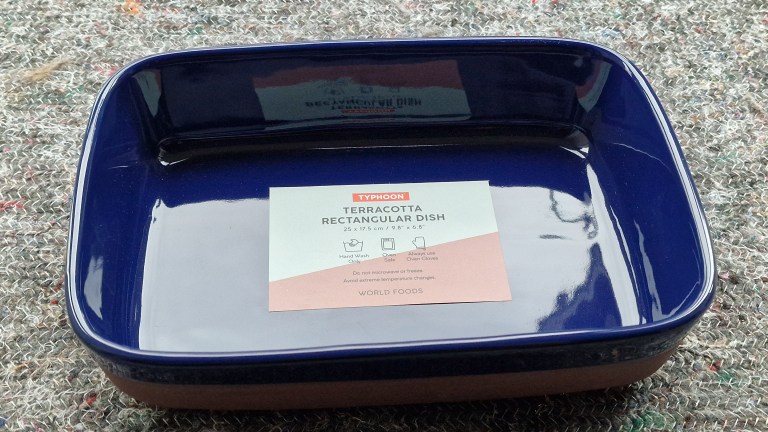 TYPHOON
TERRACOTTA
RECTANGULAR DISH
25 x 17.5 cm / 9.8" x 6.8"
Hand Wash Only
Oven Safe
Always use Oven Gloves
Do not microwave or freeze.
Avoid extreme temperature changes.
WORLD FOODS